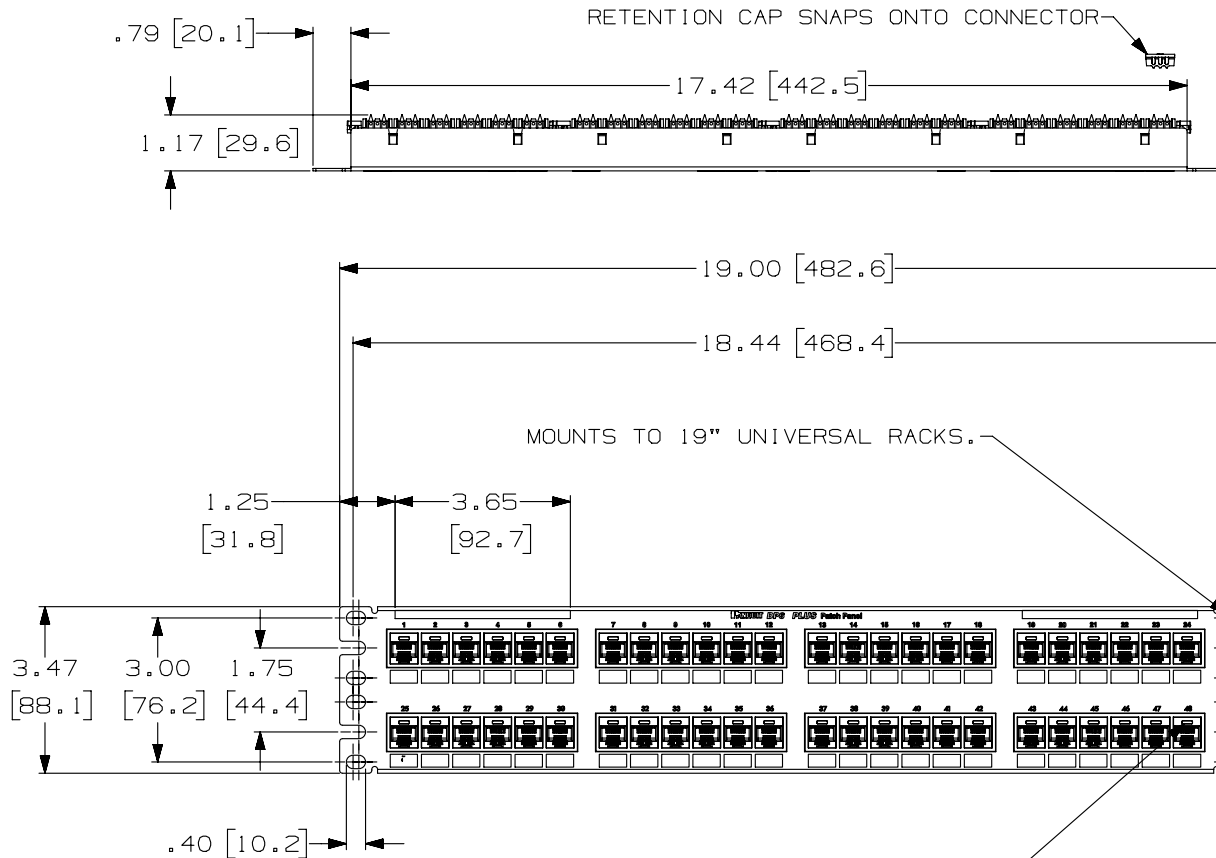 RETENTION CAP SNAPS ONTO CONNECTOR
.79 [20.1]
17.42 [442.5]
1.17 [29.6]
19.00 [482.6]
18.44 [468.4]
MOUNTS TO 19" UNIVERSAL RACKS.
1.25 3.65
[31.8] [92.7]
PANDUIT DP6 PLUS Patch Panel
1 2 3 4 5 6 7 8 9 10 11 12 13 14 15 16 17 18 19 20 21 22 23 24
3.47 3.00 1.75
[88.1] [76.2] [44.4]
25 26 27 28 29 30 31 32 33 34 35 36 37 38 39 40 41 42 43 44 45 46 47 48
.40 [10.2]